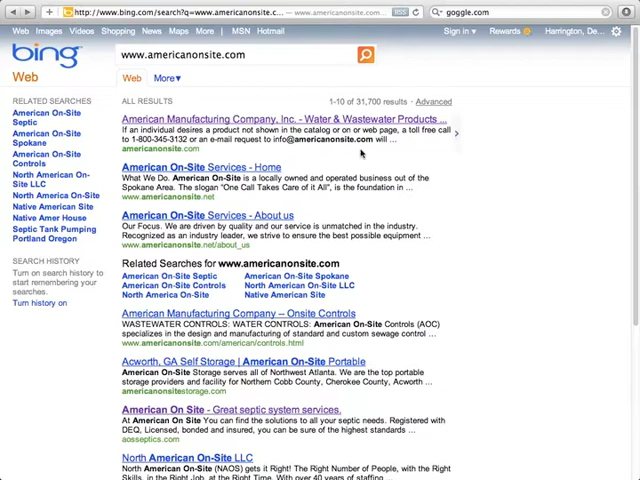 http://www.bing.com/search?q=www.americanonsite.c... – www.americanonsite.com ...
RSS
goggle.com
Web Images Videos Shopping News Maps More | MSN Hotmail
Sign in Rewards Harrington, De...
bing
www.americanonsite.com
Web
Web More
RELATED SEARCHES
American On-Site
Septic
American On-Site
Spokane
American On-Site
Controls
North American On-
Site LLC
North America On-Site
Native American Site
Native Amer House
Septic Tank Pumping
Portland Oregon
SEARCH HISTORY
Turn on search history to
start remembering your
searches.
Turn history on
ALL RESULTS
1-10 of 31,700 results · Advanced
American Manufacturing Company, Inc. - Water & Wastewater Products ...
If an individual desires a product not shown in the catalog or on or web page, a toll free call
to 1-800-345-3132 or an e-mail request to info@americanonsite.com will ...
americanonsite.com
American On-Site Services - Home
What We Do. American On-Site is a locally owned and operated business out of the
Spokane Area. The slogan "One Call Takes Care of it All", is the foundation in ...
www.americanonsite.net
American On-Site Services - About us
Our Focus. We are driven by quality and our service is unmatched in the industry.
Recognized as an industry leader, we strive to ensure the best possible equipment ...
www.americanonsite.net/about_us
Related Searches for www.americanonsite.com
American On-Site Septic American On-Site Spokane
American On-Site Controls North American On-Site LLC
North America On-Site Native American Site
American Manufacturing Company – Onsite Controls
WASTEWATER CONTROLS: WATER CONTROLS: American On-Site Controls (AOC)
specializes in the design and manufacturing of standard and custom sewage control ...
www.americanonsite.com/american/controls.html
Acworth, GA Self Storage | American On-Site Portable
American On-Site Storage serves all of Northwest Atlanta. We are the top portable
storage providers and facility for Northern Cobb County, Cherokee County, Acworth ...
americanonsitestorage.com
American On Site - Great septic system services.
At American On Site You can find the solutions to all your septic needs. Registered with
DEQ, Licensed, bonded and insured, you can be sure of the highest standards ...
aosseptics.com
North American On-Site LLC
North American On-Site (NAOS) gets it Right! The Right Number of People, with the Right
Skills, in the Right Job, at the Right Time. With over 40 years of staffing ...